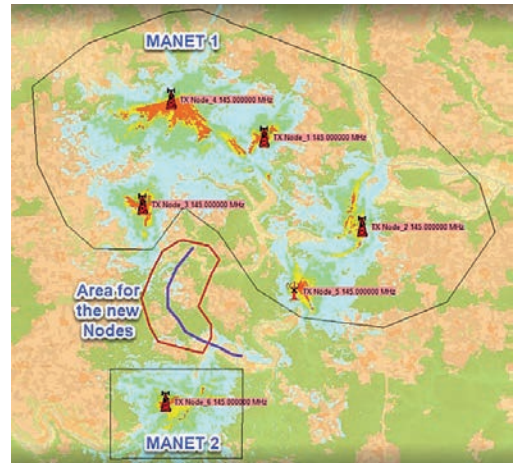 MANET 1
TX Node_4 145.000000 MHz
TX Node_1 145.000000 MHz
TX Node_3 145.000000 MHz
TX Node_2 145.000000 MHz
Area for
the new
Nodes
TX Node_5 145.000000 MHz
TX Node_6 145.000000 MHz
MANET 2